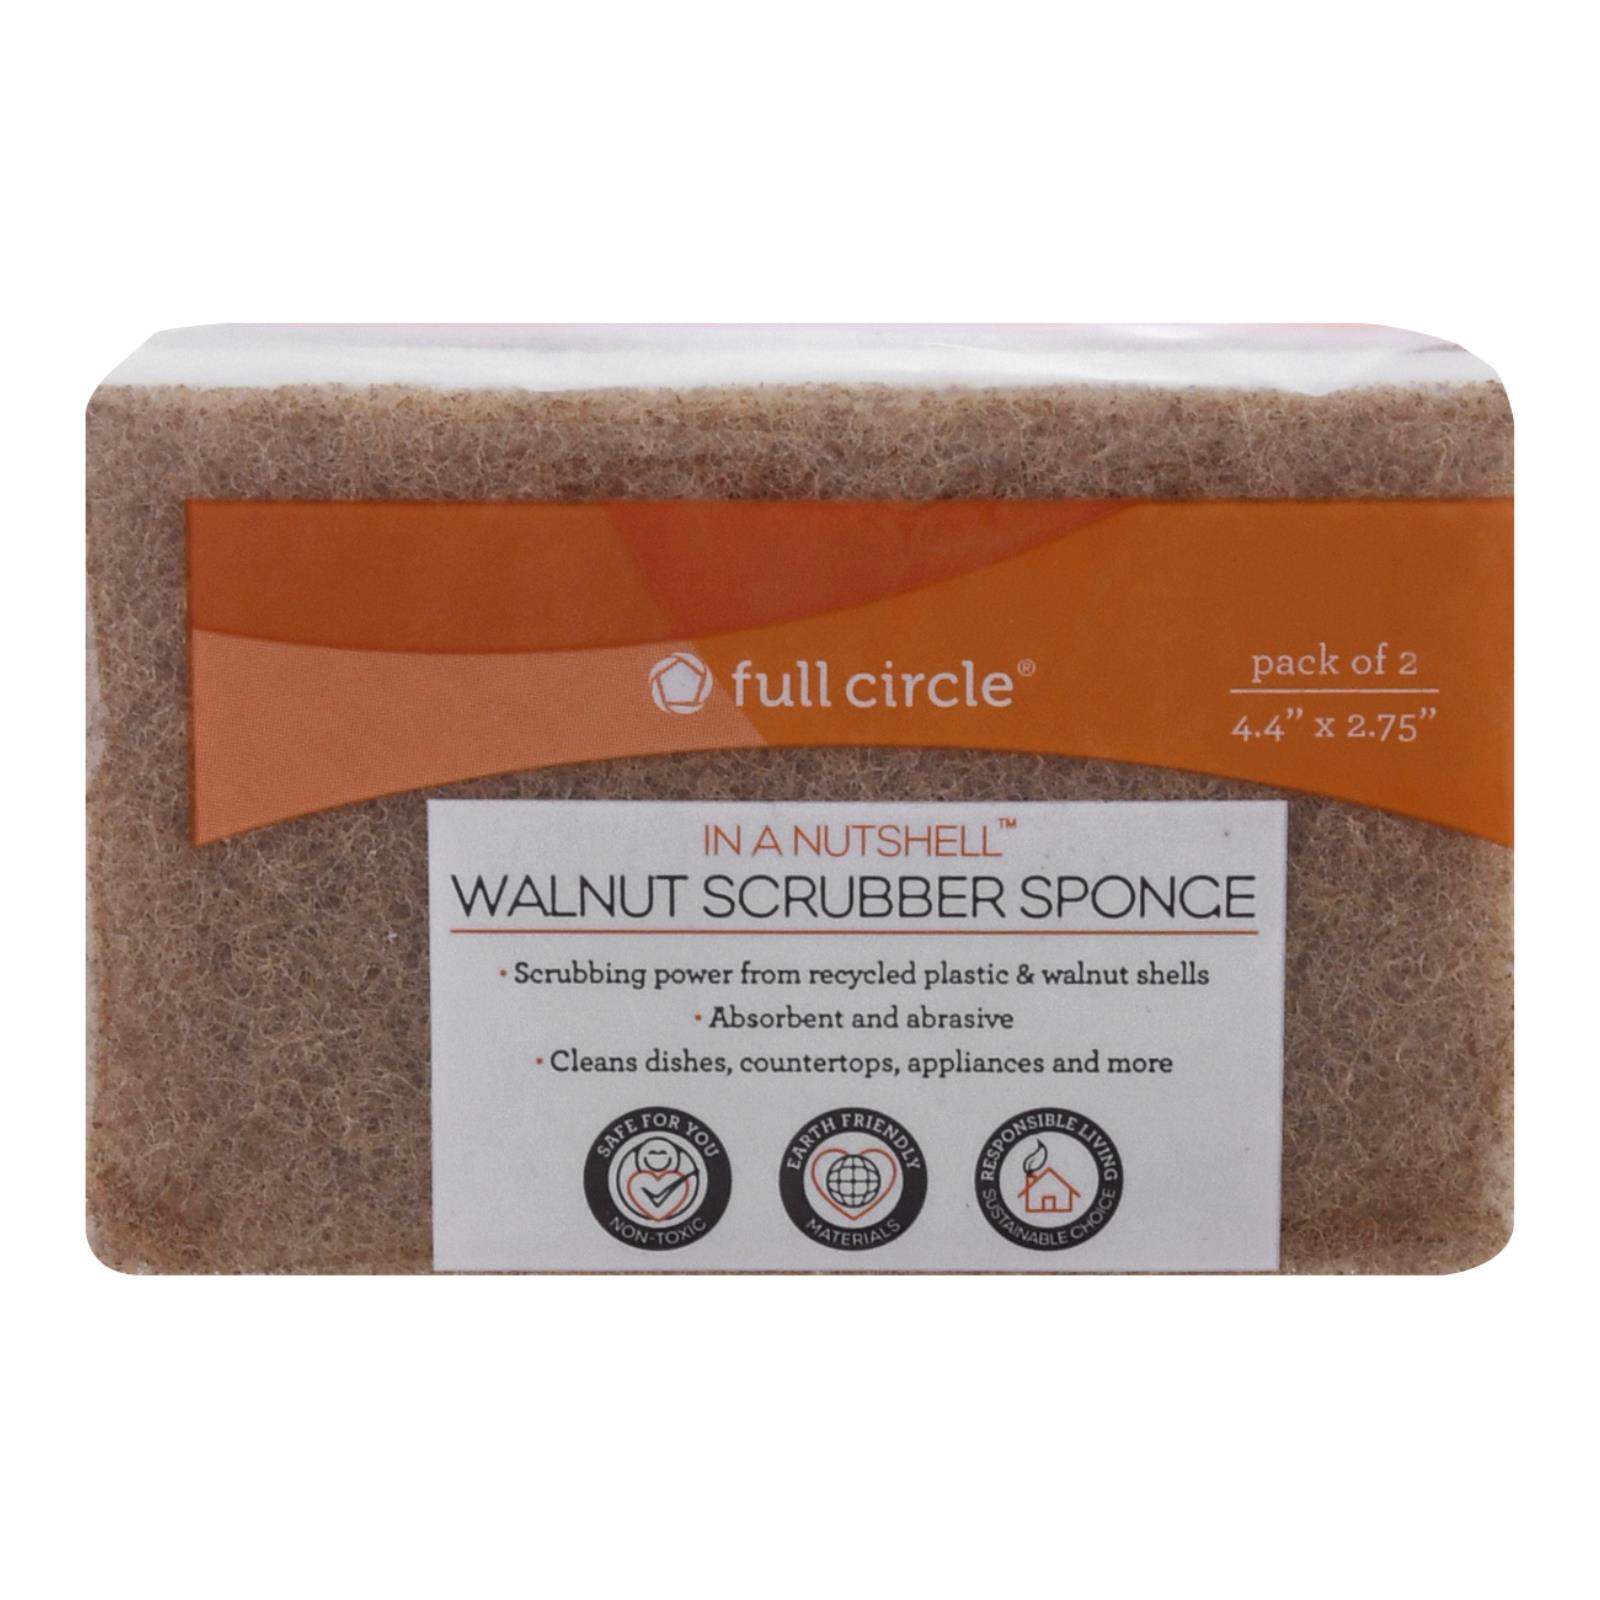 full circle®
pack of 2
4.4” x 2.75”
IN A NUTSHELL™
WALNUT SCRUBBER SPONGE
• Scrubbing power from recycled plastic & walnut shells
• Absorbent and abrasive
• Cleans dishes, countertops, appliances and more
SAFE FOR YOU
NON-TOXIC
EARTH FRIENDLY
MATERIALS
RESPONSIBLE LIVING
SUSTAINABLE CHOICE